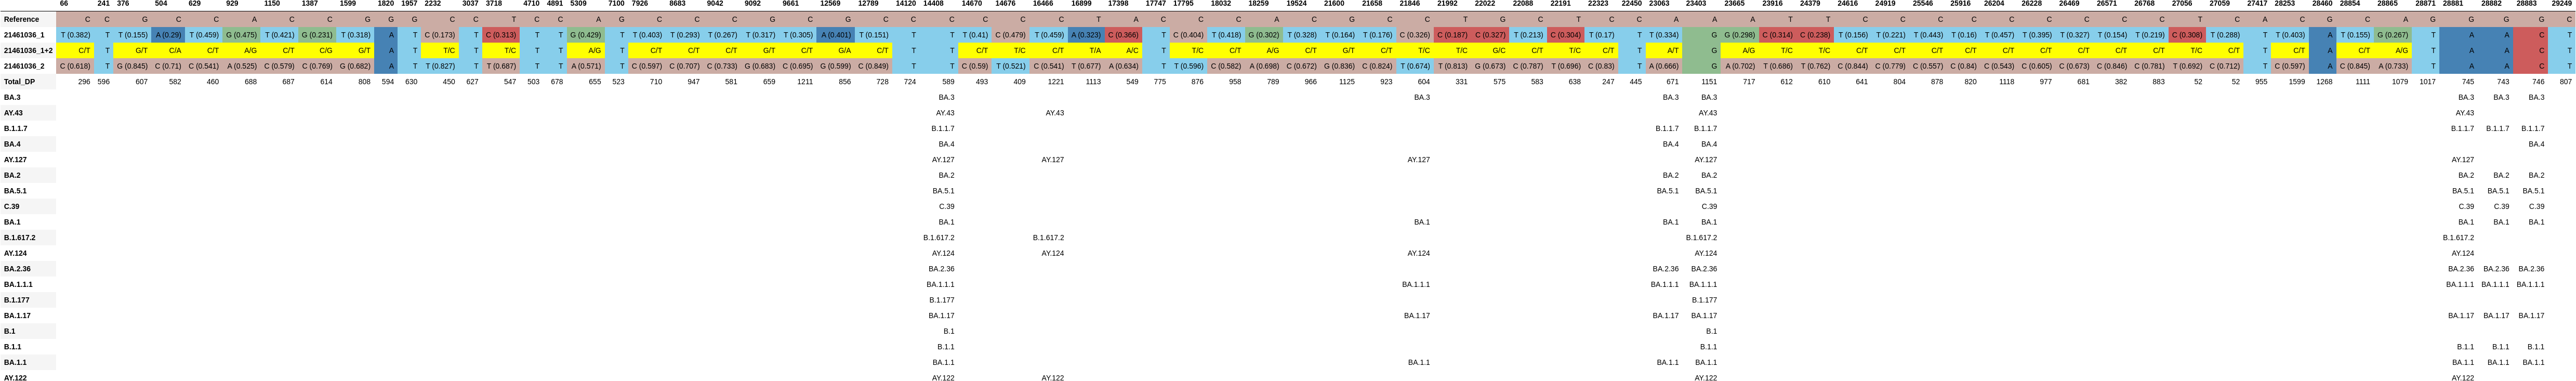 66 241 376 504 629 929 1150 1387 1599 1820 1957 2232 3037 3718 4710 4891 5309 7100 7926 8683 9042 9092 9661 12569 12789 14120 14408 14670 14676 16466 16899 17398 17747 17795 18032 18259 19524 21600 21658 21846 21992 22022 22088 22191 22323 22450 23063 23403 23665 23916 24379 24616 24919 25546 25916 26204 26228 26469 26571 26768 27056 27059 27417 28253 28460 28854 28865 28871 28881 28882 28883 29249
Reference C C G C C A C C G G G C C T C C A G C C C G C G C C C C C C T A C C C A C G C C T G C T C C A A A T T C C C C C C C C C T C A C G C A G G G G C
21461036_1 T (0.382) T T (0.155) A (0.29) T (0.459) G (0.475) T (0.421) G (0.231) T (0.318) A T C (0.173) T C (0.313) T T G (0.429) T T (0.403) T (0.293) T (0.267) T (0.317) T (0.305) A (0.401) T (0.151) T T T (0.41) C (0.479) T (0.459) A (0.323) C (0.366) T C (0.404) T (0.418) G (0.302) T (0.328) T (0.164) T (0.176) C (0.326) C (0.187) C (0.327) T (0.213) C (0.304) T (0.17) T T (0.334) G G (0.298) C (0.314) C (0.238) T (0.156) T (0.221) T (0.443) T (0.16) T (0.457) T (0.395) T (0.327) T (0.154) T (0.219) C (0.308) T (0.288) T T (0.403) A T (0.155) G (0.267) T A A C T
21461036_1+2 C/T T G/T C/A C/T A/G C/T C/G G/T A T T/C T T/C T T A/G T C/T C/T C/T G/T C/T G/A C/T T T C/T T/C C/T T/A A/C T T/C C/T A/G C/T G/T C/T T/C T/C G/C C/T T/C C/T T A/T G A/G T/C T/C C/T C/T C/T C/T C/T C/T C/T C/T C/T T/C C/T T C/T A C/T A/G T A A C T
21461036_2 C (0.618) T G (0.845) C (0.71) C (0.541) A (0.525) C (0.579) C (0.769) G (0.682) A T T (0.827) T T (0.687) T T A (0.571) T C (0.597) C (0.707) C (0.733) G (0.683) C (0.695) G (0.599) C (0.849) T T C (0.59) T (0.521) C (0.541) T (0.677) A (0.634) T T (0.596) C (0.582) A (0.698) C (0.672) G (0.836) C (0.824) T (0.674) T (0.813) G (0.673) C (0.787) T (0.696) C (0.83) T A (0.666) G A (0.702) T (0.686) T (0.762) C (0.844) C (0.779) C (0.557) C (0.84) C (0.543) C (0.605) C (0.673) C (0.846) C (0.781) T (0.692) C (0.712) T C (0.597) A C (0.845) A (0.733) T A A C T
Total_DP 296 596 607 582 460 688 687 614 808 594 630 450 627 547 503 678 655 523 710 947 581 659 1211 856 728 724 589 493 409 1221 1113 549 775 876 958 789 966 1125 923 604 331 575 583 638 247 445 671 1151 717 612 610 804 878 820 1118 977 681 382 883 52 52 955 1599 1268 1111 1079 1017 745 743 746 807
BA.3 BA.3 BA.3 BA.3 BA.3 BA.3 BA.3 BA.3
AY.43 AY.43 AY.43 AY.43 AY.43
B.1.1.7 B.1.1.7 B.1.1.7 B.1.1.7 B.1.1.7 B.1.1.7 B.1.1.7
BA.4 BA.4 BA.4 BA.4 BA.4
AY.127 AY.127 AY.127 AY.127 AY.127 AY.127
BA.2 BA.2 BA.2 BA.2 BA.2 BA.2 BA.2
BA.5.1 BA.5.1 BA.5.1 BA.5.1 BA.5.1 BA.5.1 BA.5.1
C.39 C.39 C.39 C.39 C.39 C.39
BA.1 BA.1 BA.1 BA.1 BA.1 BA.1 BA.1 BA.1
B.1.617.2 B.1.617.2 B.1.617.2 B.1.617.2 B.1.617.2
AY.124 AY.124 AY.124 AY.124 AY.124 AY.124
BA.2.36 BA.2.36 BA.2.36 BA.2.36 BA.2.36 BA.2.36 BA.2.36
BA.1.1.1 BA.1.1.1 BA.1.1.1 BA.1.1.1 BA.1.1.1 BA.1.1.1 BA.1.1.1 BA.1.1.1
B.1.177 B.1.177 B.1.177
BA.1.17 BA.1.17 BA.1.17 BA.1.17 BA.1.17 BA.1.17 BA.1.17 BA.1.17
B.1 B.1 B.1
B.1.1 B.1.1 B.1.1 B.1.1 B.1.1 B.1.1
BA.1.1 BA.1.1 BA.1.1 BA.1.1 BA.1.1 BA.1.1 BA.1.1 BA.1.1
AY.122 AY.122 AY.122 AY.122 AY.122